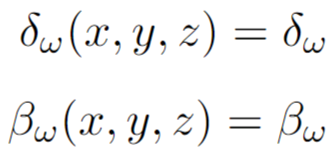 δ_ω(x, y, z) = δ_ω
β_ω(x, y, z) = β_ω